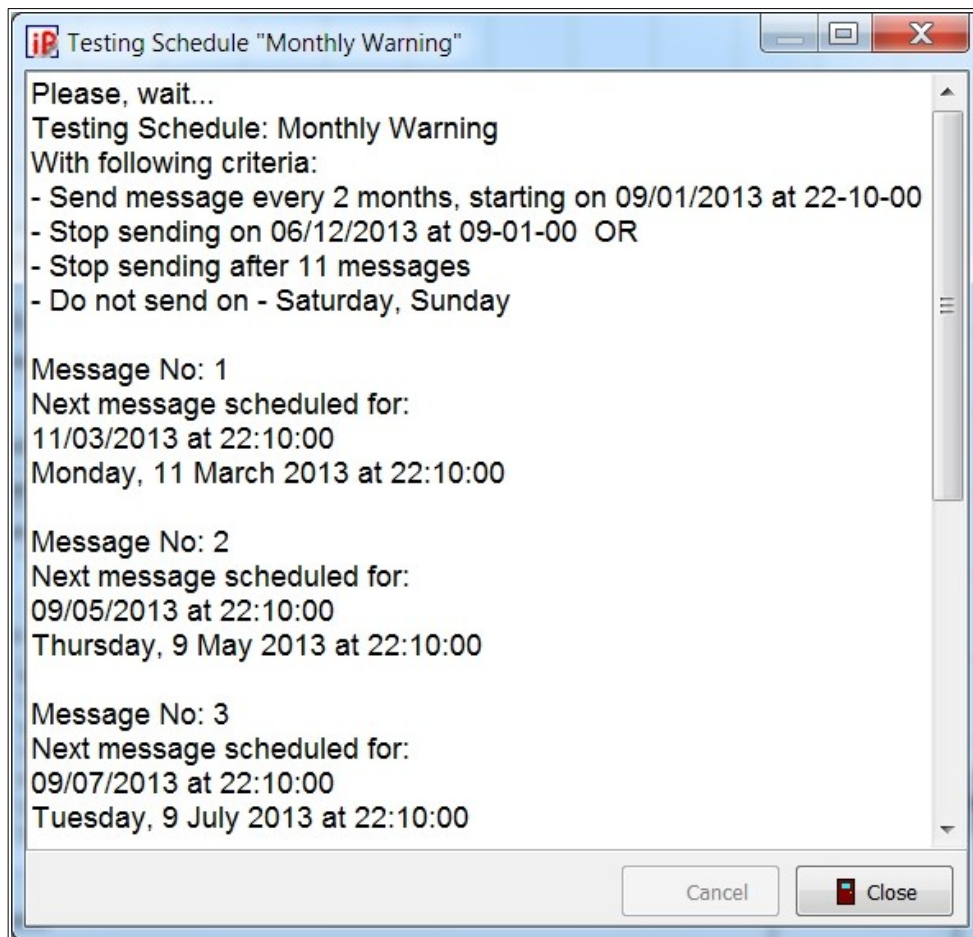 iP Testing Schedule "Monthly Warning"
Please, wait...
Testing Schedule: Monthly Warning
With following criteria:
- Send message every 2 months, starting on 09/01/2013 at 22-10-00
- Stop sending on 06/12/2013 at 09-01-00  OR
- Stop sending after 11 messages
- Do not send on - Saturday, Sunday
Message No: 1
Next message scheduled for:
11/03/2013 at 22:10:00
Monday, 11 March 2013 at 22:10:00
Message No: 2
Next message scheduled for:
09/05/2013 at 22:10:00
Thursday, 9 May 2013 at 22:10:00
Message No: 3
Next message scheduled for:
09/07/2013 at 22:10:00
Tuesday, 9 July 2013 at 22:10:00
Cancel Close